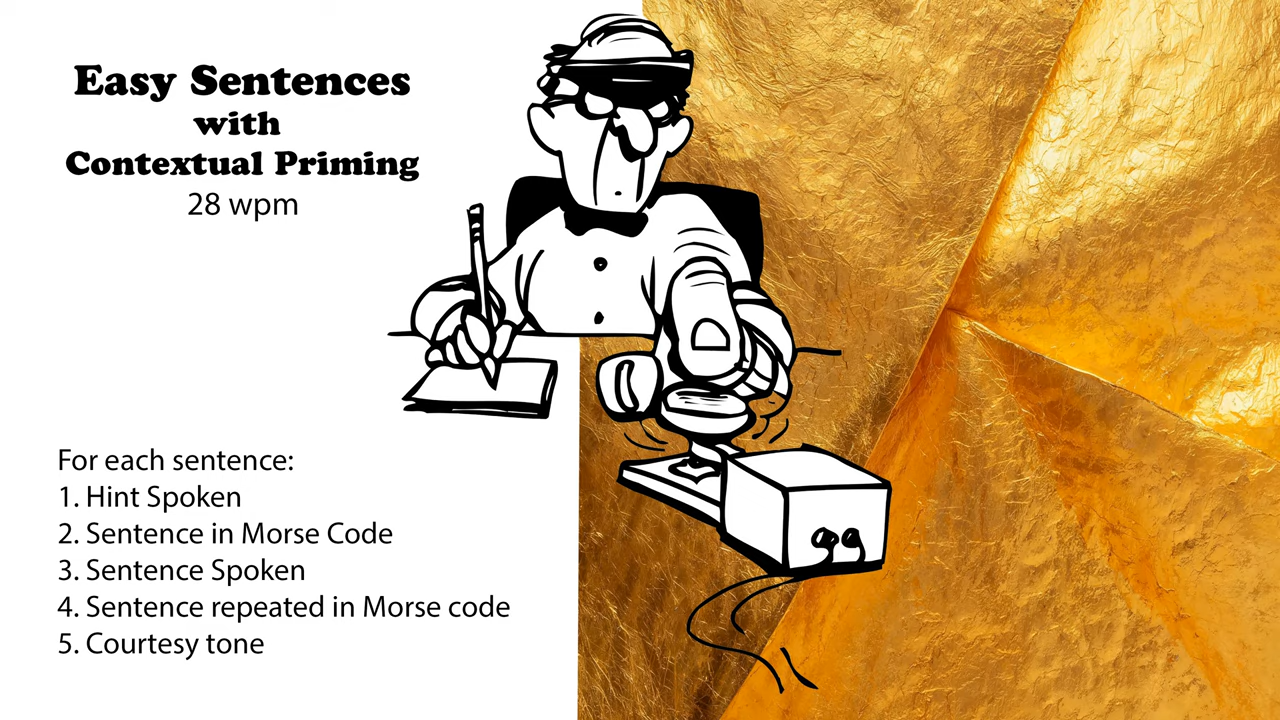 Easy Sentences
with
Contextual Priming
28 wpm
For each sentence:
1. Hint Spoken
2. Sentence in Morse Code
3. Sentence Spoken
4. Sentence repeated in Morse code
5. Courtesy tone